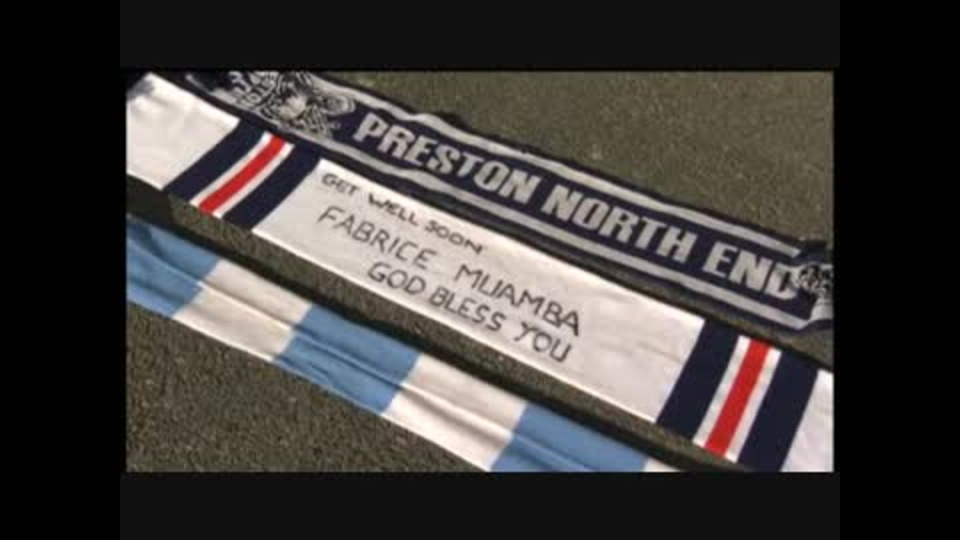 PRESTON NORTH END
GET WELL SOON
FABRICE MUAMBA
GOD BLESS YOU